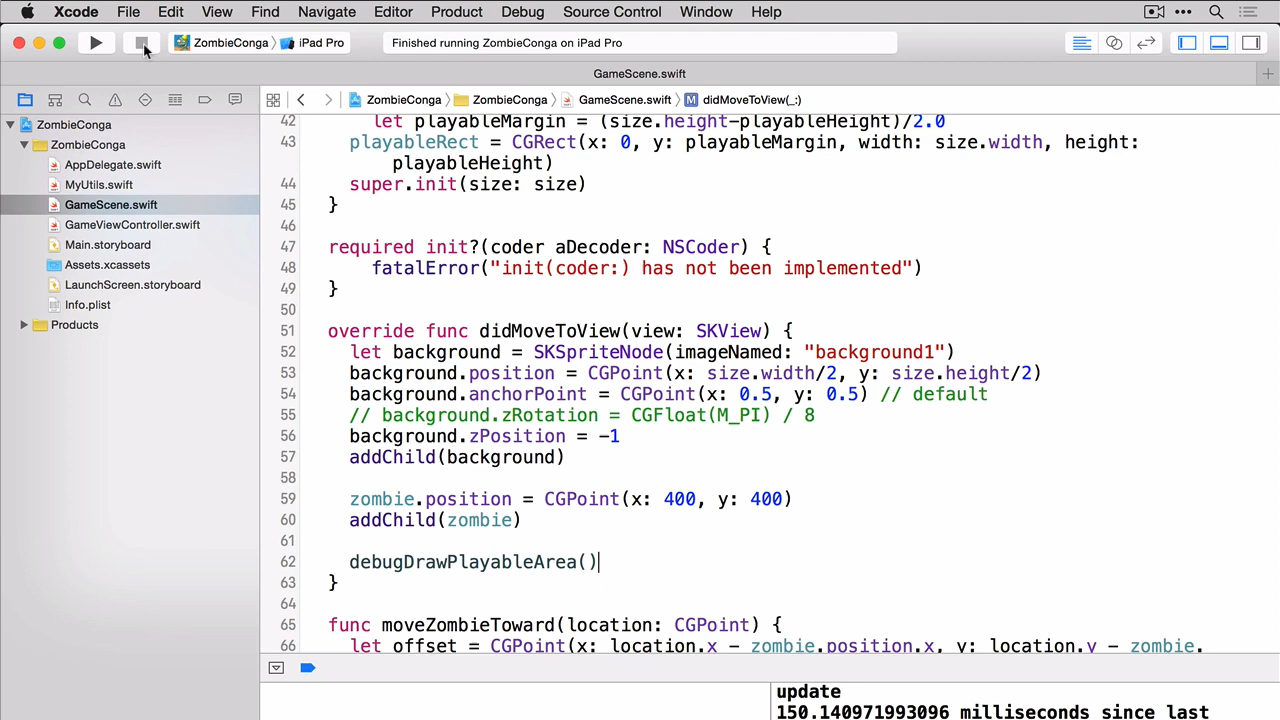 Xcode File Edit View Find Navigate Editor Product Debug Source Control Window Help
ZombieConga iPad Pro Finished running ZombieConga on iPad Pro
GameScene.swift
ZombieConga ZombieConga GameScene.swift M didMoveToView(_:)
ZombieConga
ZombieConga
AppDelegate.swift
MyUtils.swift
GameScene.swift
GameViewController.swift
Main.storyboard
Assets.xcassets
LaunchScreen.storyboard
Info.plist
Products
42 let playableMargin = (size.height-playableHeight)/2.0
43 playableRect = CGRect(x: 0, y: playableMargin, width: size.width, height:
playableHeight)
44 super.init(size: size)
45 }
46
47 required init?(coder aDecoder: NSCoder) {
48 fatalError("init(coder:) has not been implemented")
49 }
50
51 override func didMoveToView(view: SKView) {
52 let background = SKSpriteNode(imageNamed: "background1")
53 background.position = CGPoint(x: size.width/2, y: size.height/2)
54 background.anchorPoint = CGPoint(x: 0.5, y: 0.5) // default
55 // background.zRotation = CGFloat(M_PI) / 8
56 background.zPosition = -1
57 addChild(background)
58
59 zombie.position = CGPoint(x: 400, y: 400)
60 addChild(zombie)
61
62 debugDrawPlayableArea()
63 }
64
65 func moveZombieToward(location: CGPoint) {
66 let offset = CGPoint(x: location.x - zombie.position.x, y: location.y - zombie.
update
150.140971993096 milliseconds since last